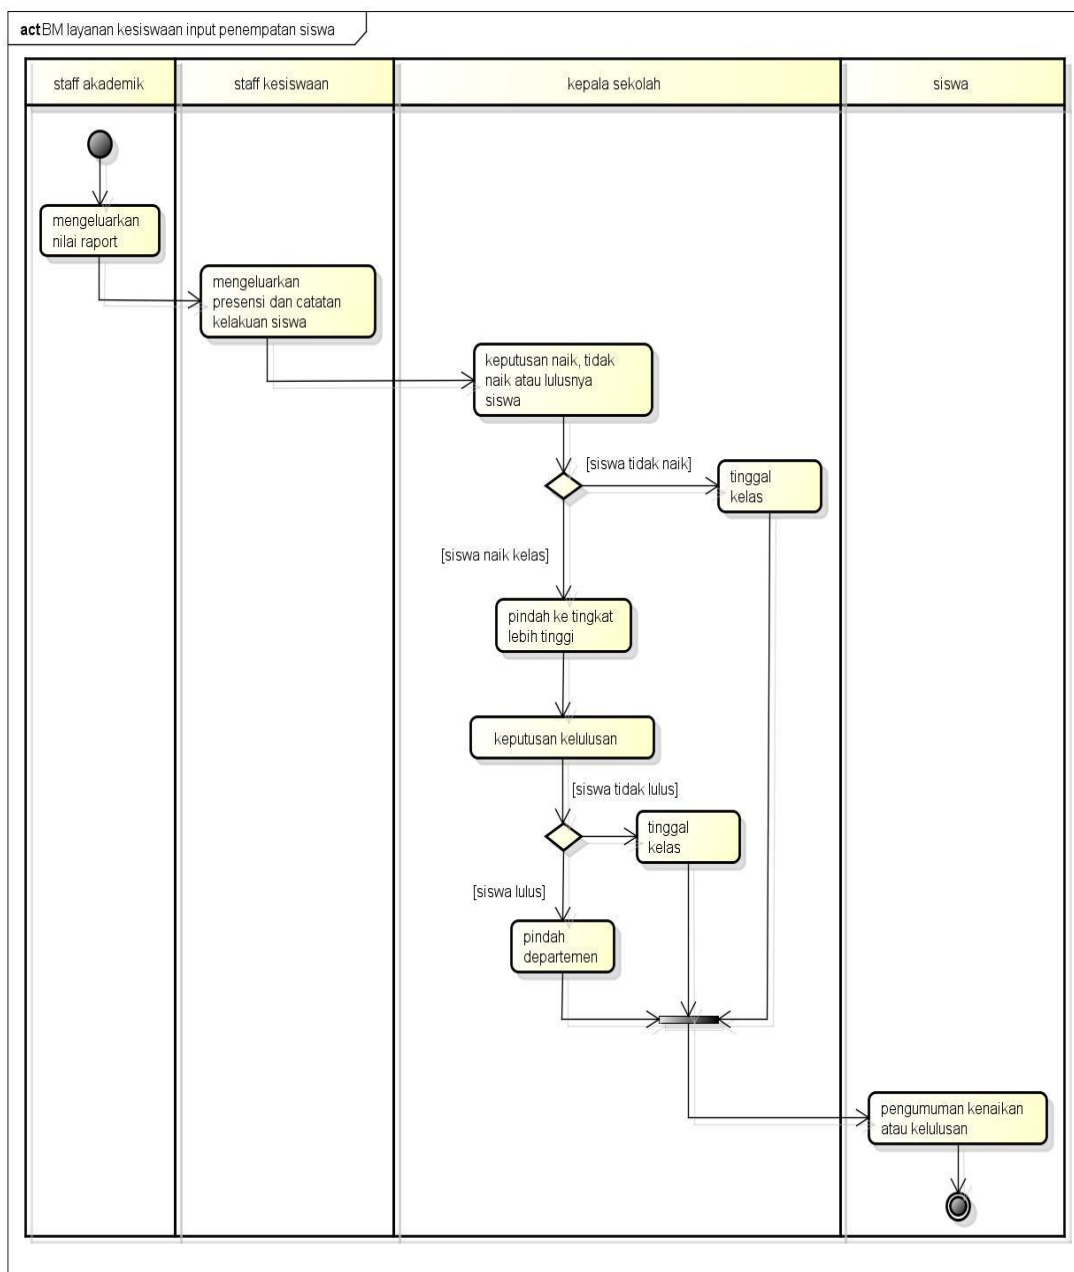 act BM layanan kesiswaan input penempatan siswa
staff akademik
staff kesiswaan
kepala sekolah
siswa
mengeluarkan
nilai raport
mengeluarkan
presensi dan catatan
kelakuan siswa
keputusan naik, tidak
naik atau lulusnya
siswa
[siswa tidak naik]
tinggal
kelas
[siswa naik kelas]
pindah ke tingkat
lebih tinggi
keputusan kelulusan
[siswa tidak lulus]
tinggal
kelas
[siswa lulus]
pindah
departemen
pengumuman kenaikan
atau kelulusan